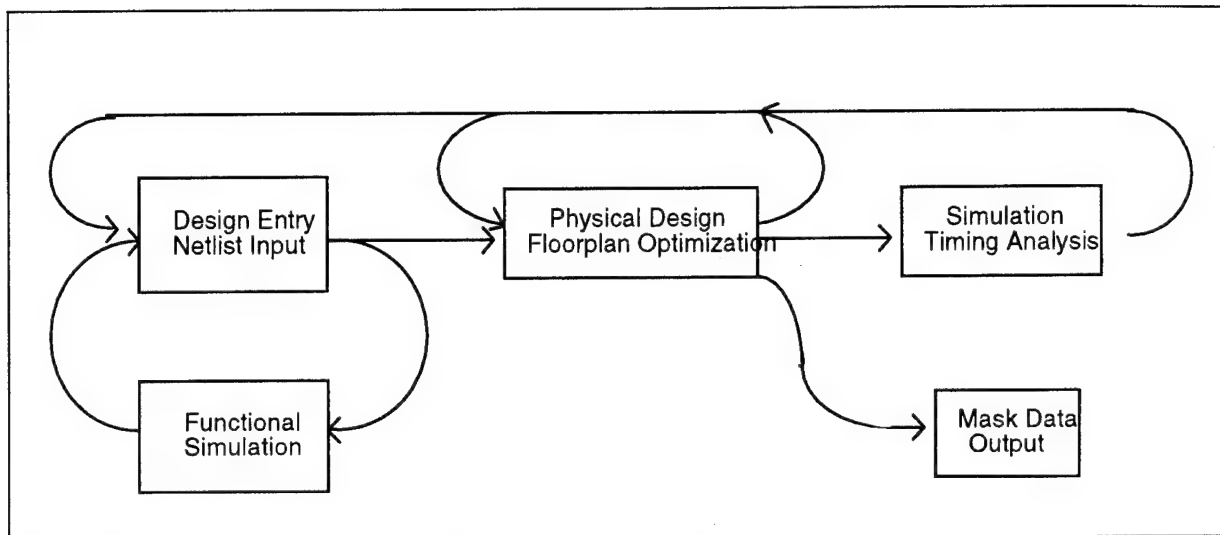 Design Entry
Netlist Input
Physical Design
Floorplan Optimization
Simulation
Timing Analysis
Functional
Simulation
Mask Data
Output